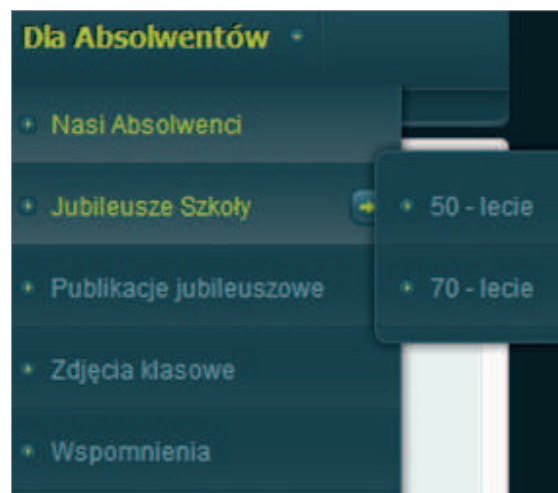 Dla Absolwentów
Nasi Absolwenci
Jubileusze Szkoły
50 - lecie
Publikacje jubileuszowe
70 - lecie
Zdjęcia klasowe
Wspomnienia